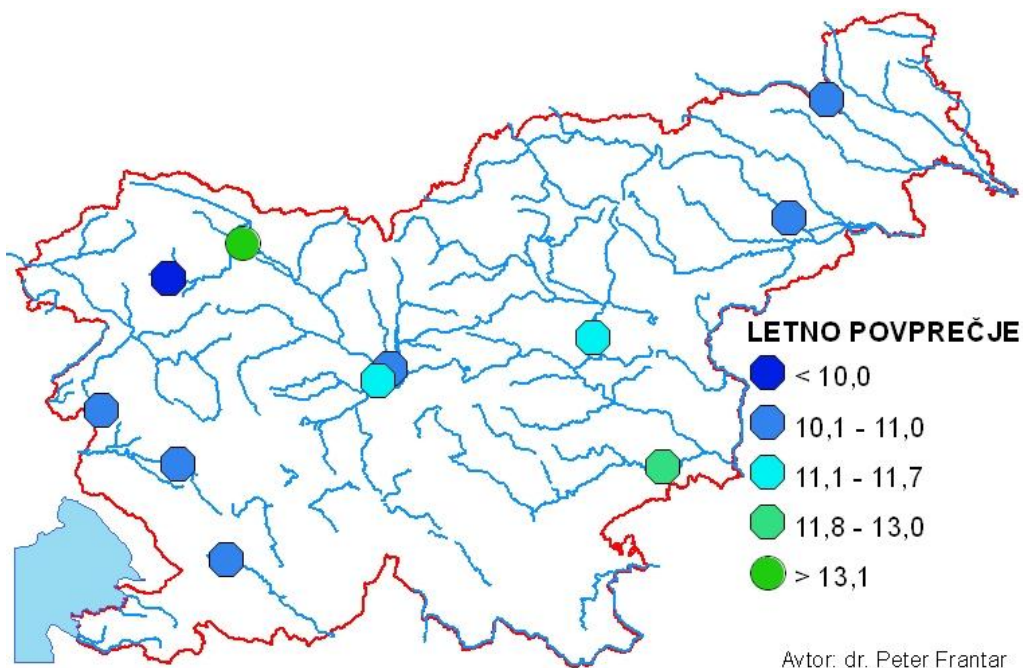 LETNO POVPREČJE
< 10,0
10,1 - 11,0
11,1 - 11,7
11,8 - 13,0
> 13,1
Avtor: dr. Peter Frantar